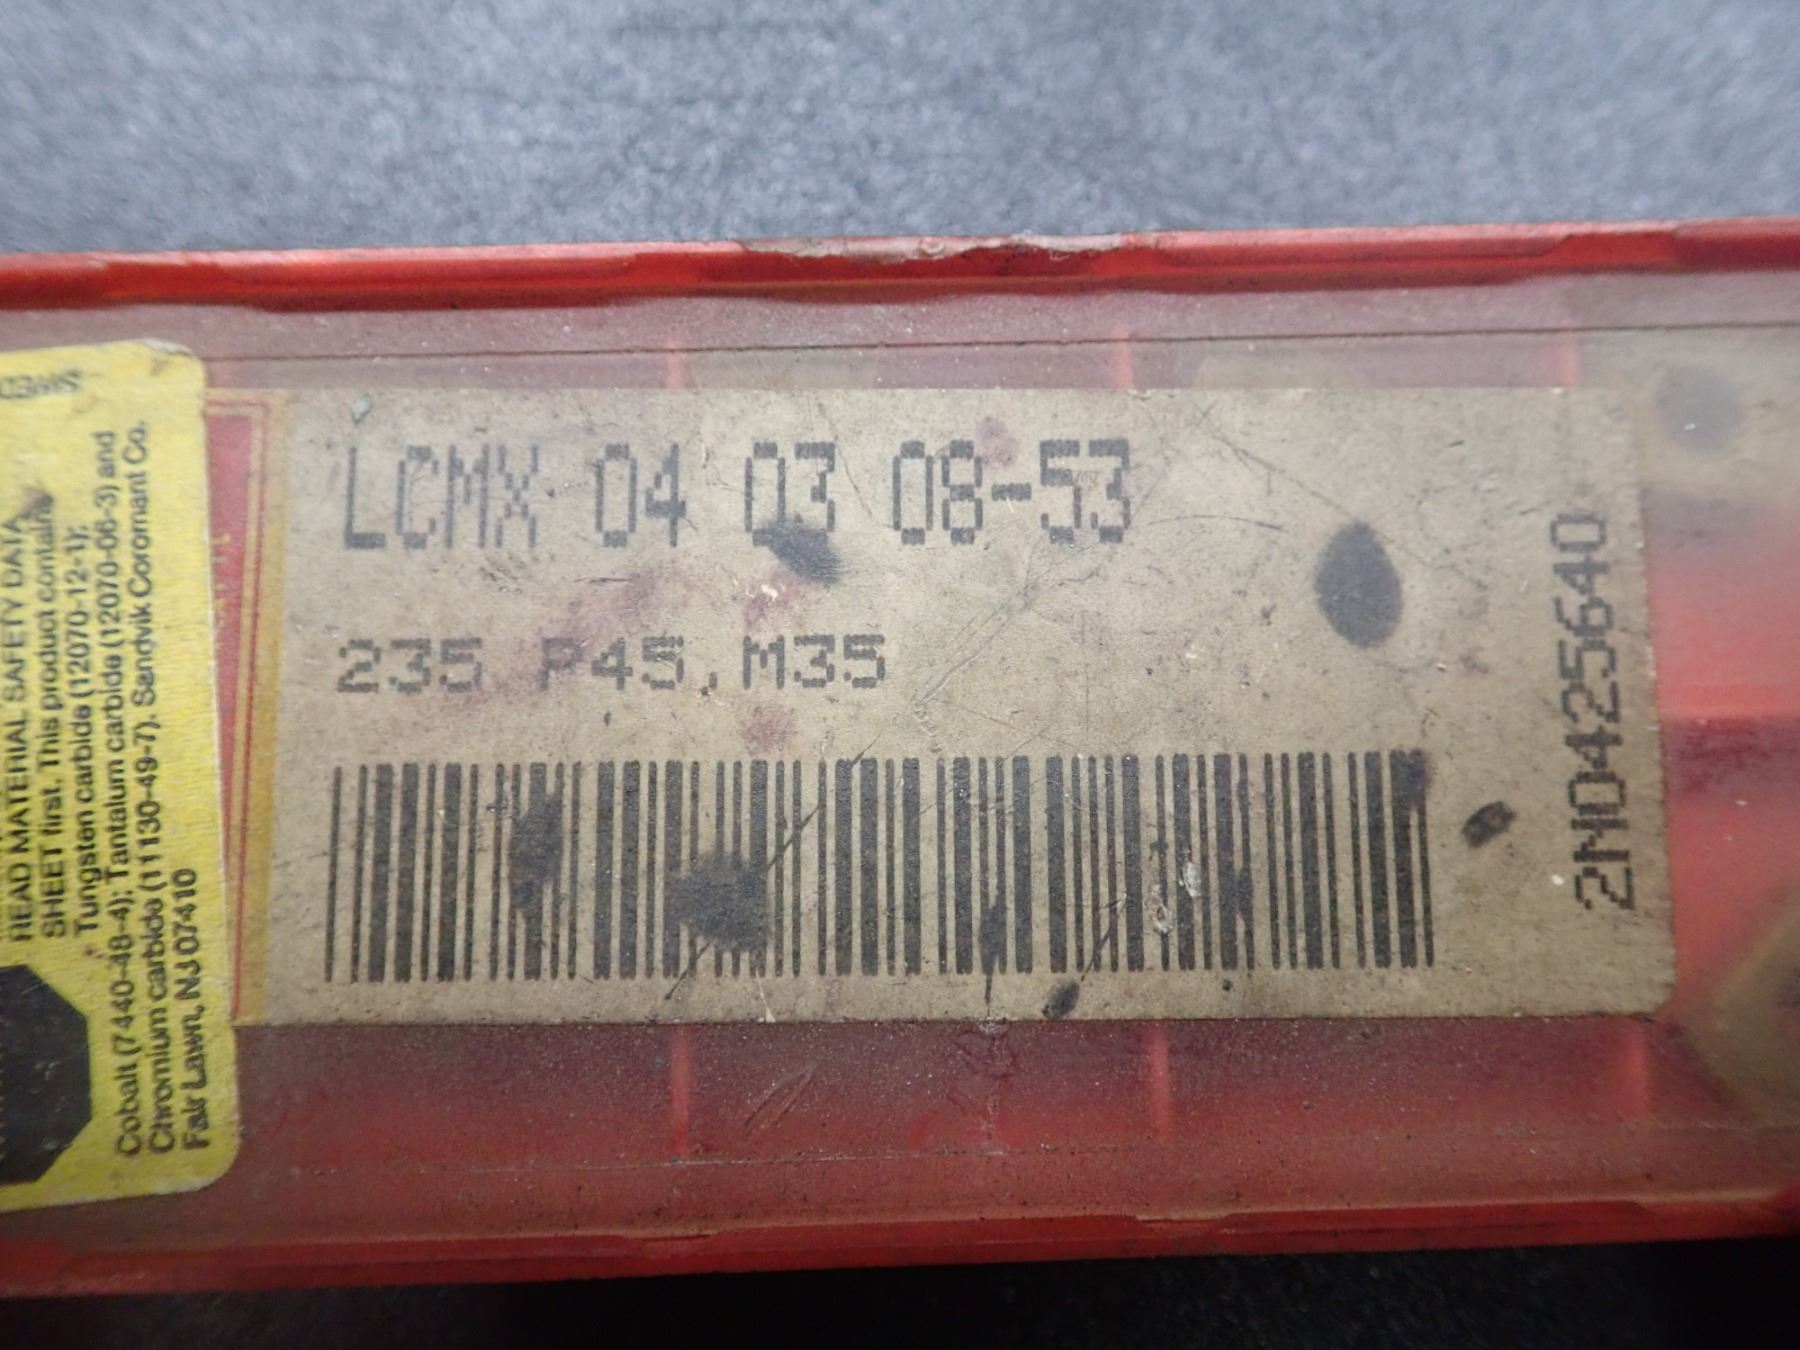 LCMX 04 03 08-53
235 P45, M35
2N0425640
READ MATERIAL SAFETY DATA
SHEET first. This product contains
Tungsten carbide (12070-12-1);
Cobalt (7440-48-4); Tantalum carbide (12070-06-3) and
Chromium carbide (11130-49-7). Sandvik Coromant Co.
Fair Lawn, NJ 07410